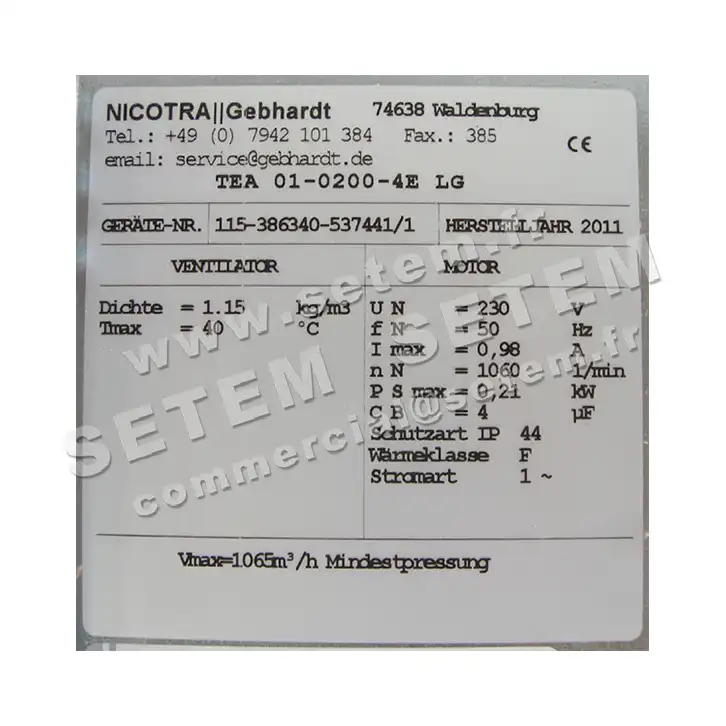 NICOTRA||Gebhardt 74638 Waldenburg
Tel.: +49 (0) 7942 101 384 Fax.: 385
email: service@gebhardt.de
CE
TEA 01-0200-4E LG
GERÄTE-NR. 115-386340-537441/1 HERSTELLJAHR 2011
VENTILATOR MOTOR
Dichte = 1.15 kg/m3 U N = 230 V
Tmax = 40 °C f N = 50 Hz
I max = 0,98 A
n N = 1060 1/min
P S max = 0,21 kW
C B = 4 µF
Schutzart IP 44
Wärmeklasse F
Stromart 1 ~
Vmax=1065m³/h Mindestpressung
www.setem.fr
SETEM SETEM
commercial@setem.fr